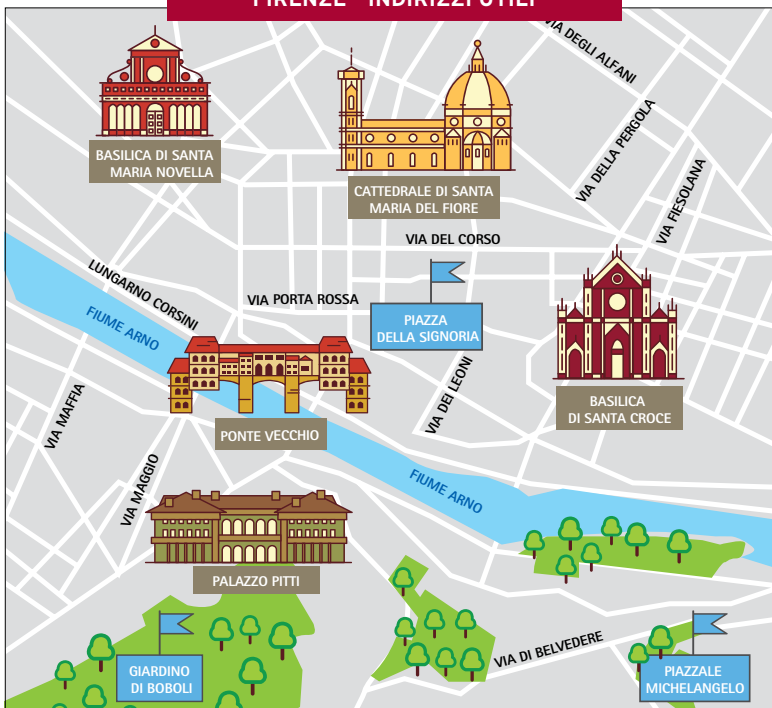 FIRENZE - INDIRIZZI UTILI
VIA DEGLI ALFANI
VIA DELLA PERGOLA
BASILICA DI SANTA
MARIA NOVELLA
CATTEDRALE DI SANTA
MARIA DEL FIORE
VIA FIESOLANA
VIA DEL CORSO
LUNGARNO CORSINI
VIA PORTA ROSSA
FIUME ARNO
PIAZZA
DELLA SIGNORIA
VIA DEI LEONI
BASILICA
DI SANTA CROCE
VIA MAFFIA
PONTE VECCHIO
VIA MAGGIO
FIUME ARNO
PALAZZO PITTI
VIA DI BELVEDERE
GIARDINO
DI BOBOLI
PIAZZALE
MICHELANGELO